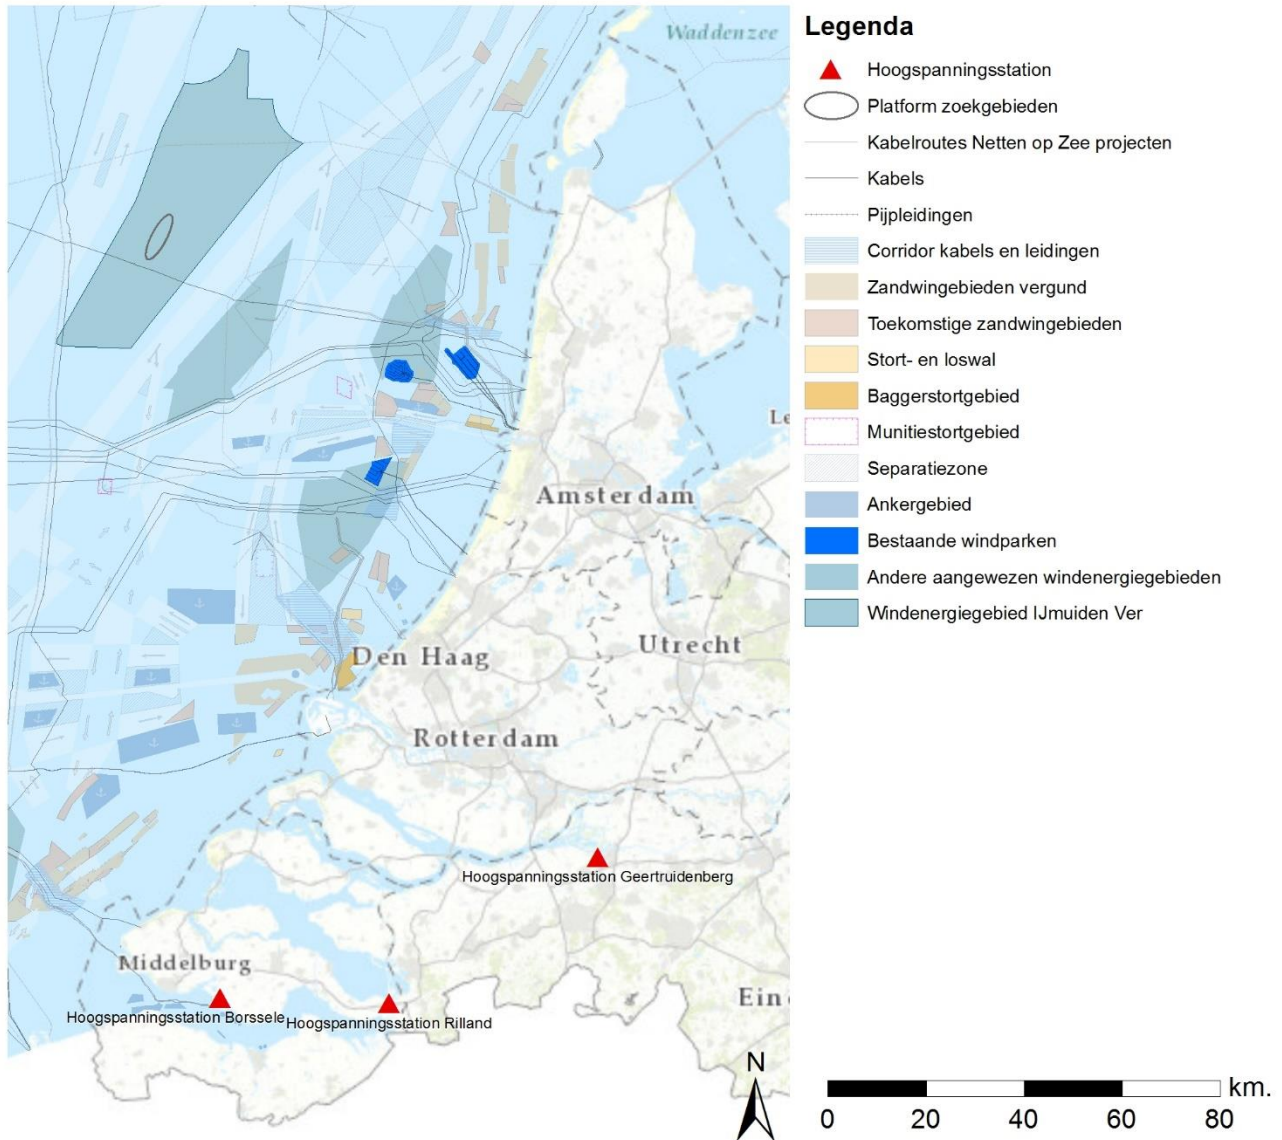 Waddenzee
Le
Amsterdam
Utrecht
Den Haag
Rotterdam
Hoogspanningsstation Geertruidenberg
Middelburg
Ein
Hoogspanningsstation Borssele
Hoogspanningsstation Rilland
N
Legenda
Hoogspanningsstation
Platform zoekgebieden
Kabelroutes Netten op Zee projecten
Kabels
Pijpleidingen
Corridor kabels en leidingen
Zandwingebieden vergund
Toekomstige zandwingebieden
Stort- en loswal
Baggerstortgebied
Munitiestortgebied
Separatiezone
Ankergebied
Bestaande windparken
Andere aangewezen windenergiegebieden
Windenergiegebied IJmuiden Ver
km.
0 20 40 60 80